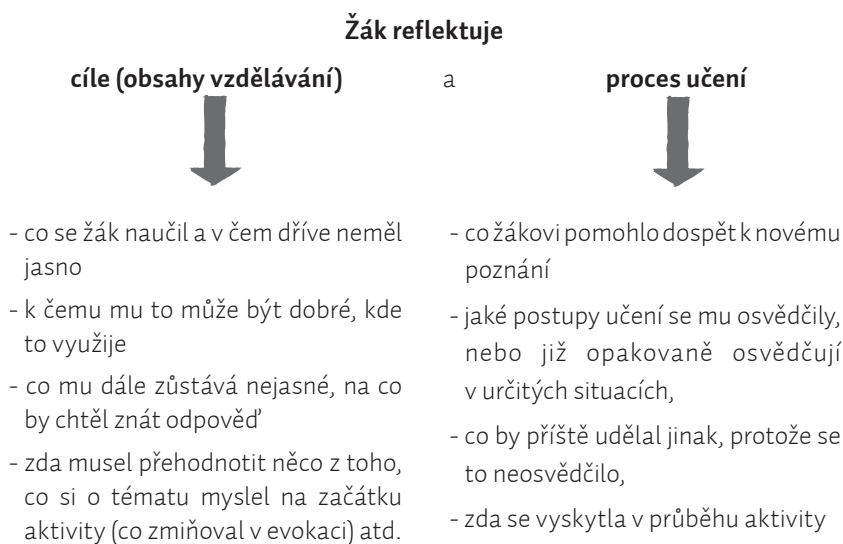 Žák reflektuje
cíle (obsahy vzdělávání) a proces učení
- co se žák naučil a v čem dříve neměl
jasno
- k čemu mu to může být dobré, kde
to využije
- co mu dále zůstává nejasné, na co
by chtěl znát odpověď
- zda musel přehodnotit něco z toho,
co si o tématu myslel na začátku
aktivity (co zmiňoval v evokaci) atd.
- co žákovi pomohlo dospět k novému
poznání
- jaké postupy učení se mu osvědčily,
nebo již opakovaně osvědčují
v určitých situacích,
- co by příště udělal jinak, protože se
to neosvědčilo,
- zda se vyskytla v průběhu aktivity